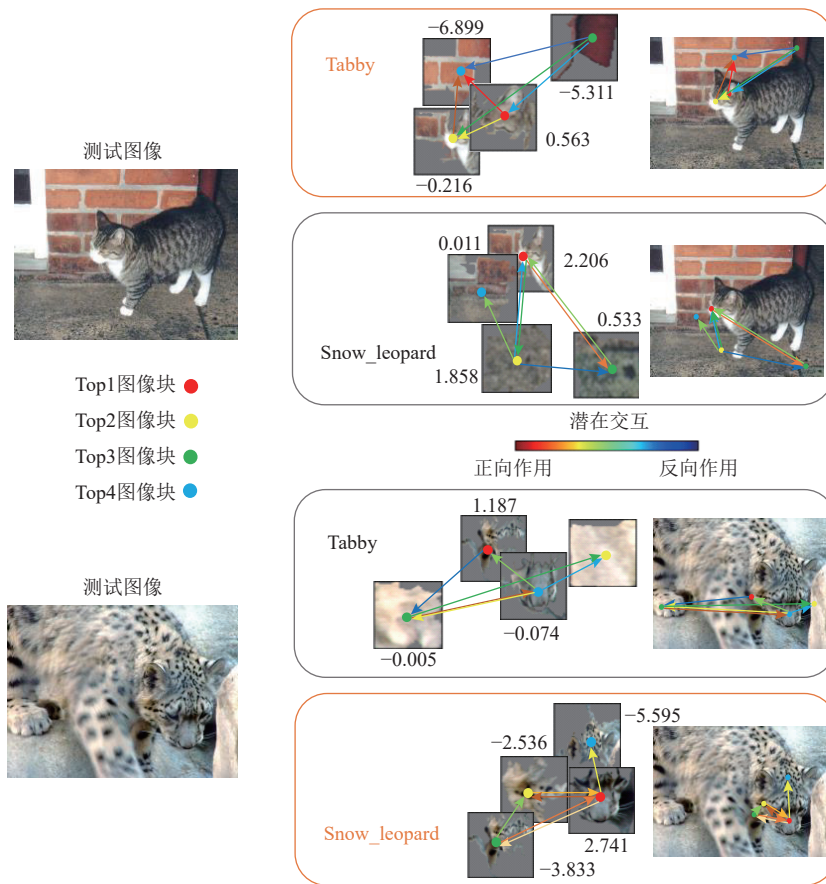 −6.899
Tabby
−5.311
0.563
−0.216
测试图像
0.011
2.206
0.533
Snow_leopard
1.858
Top1图像块
Top2图像块
Top3图像块
Top4图像块
潜在交互
正向作用
反向作用
1.187
Tabby
−0.074
−0.005
测试图像
−5.595
−2.536
Snow_leopard
2.741
−3.833